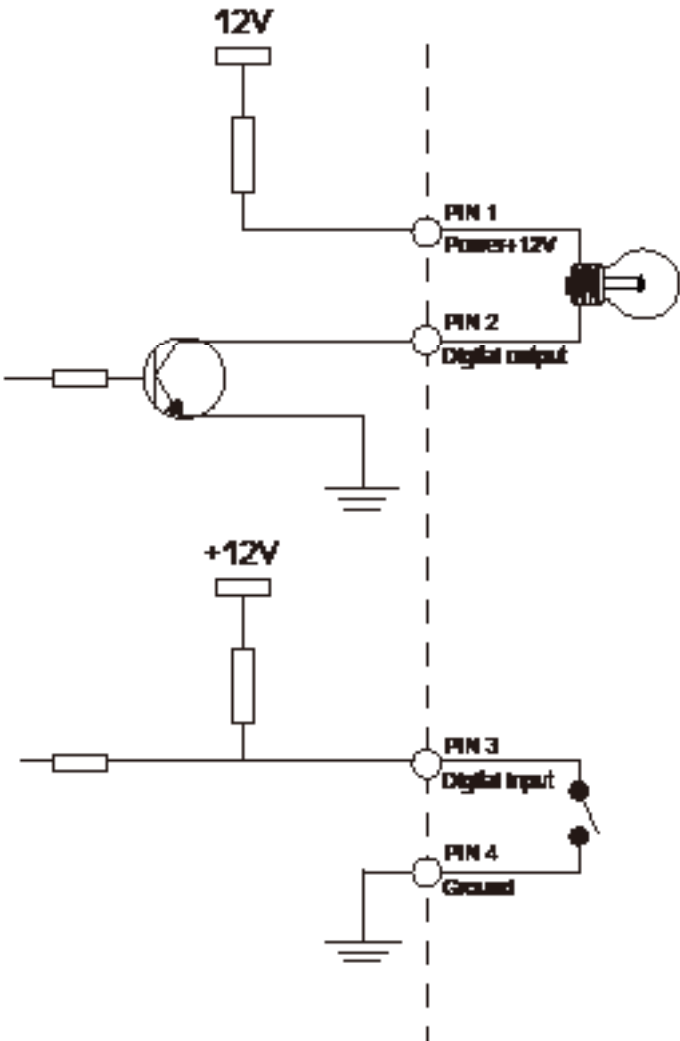 12V
PIN 1
Power+12V
PIN 2
Digital output
+12V
PIN 3
Digital input
PIN 4
Ground